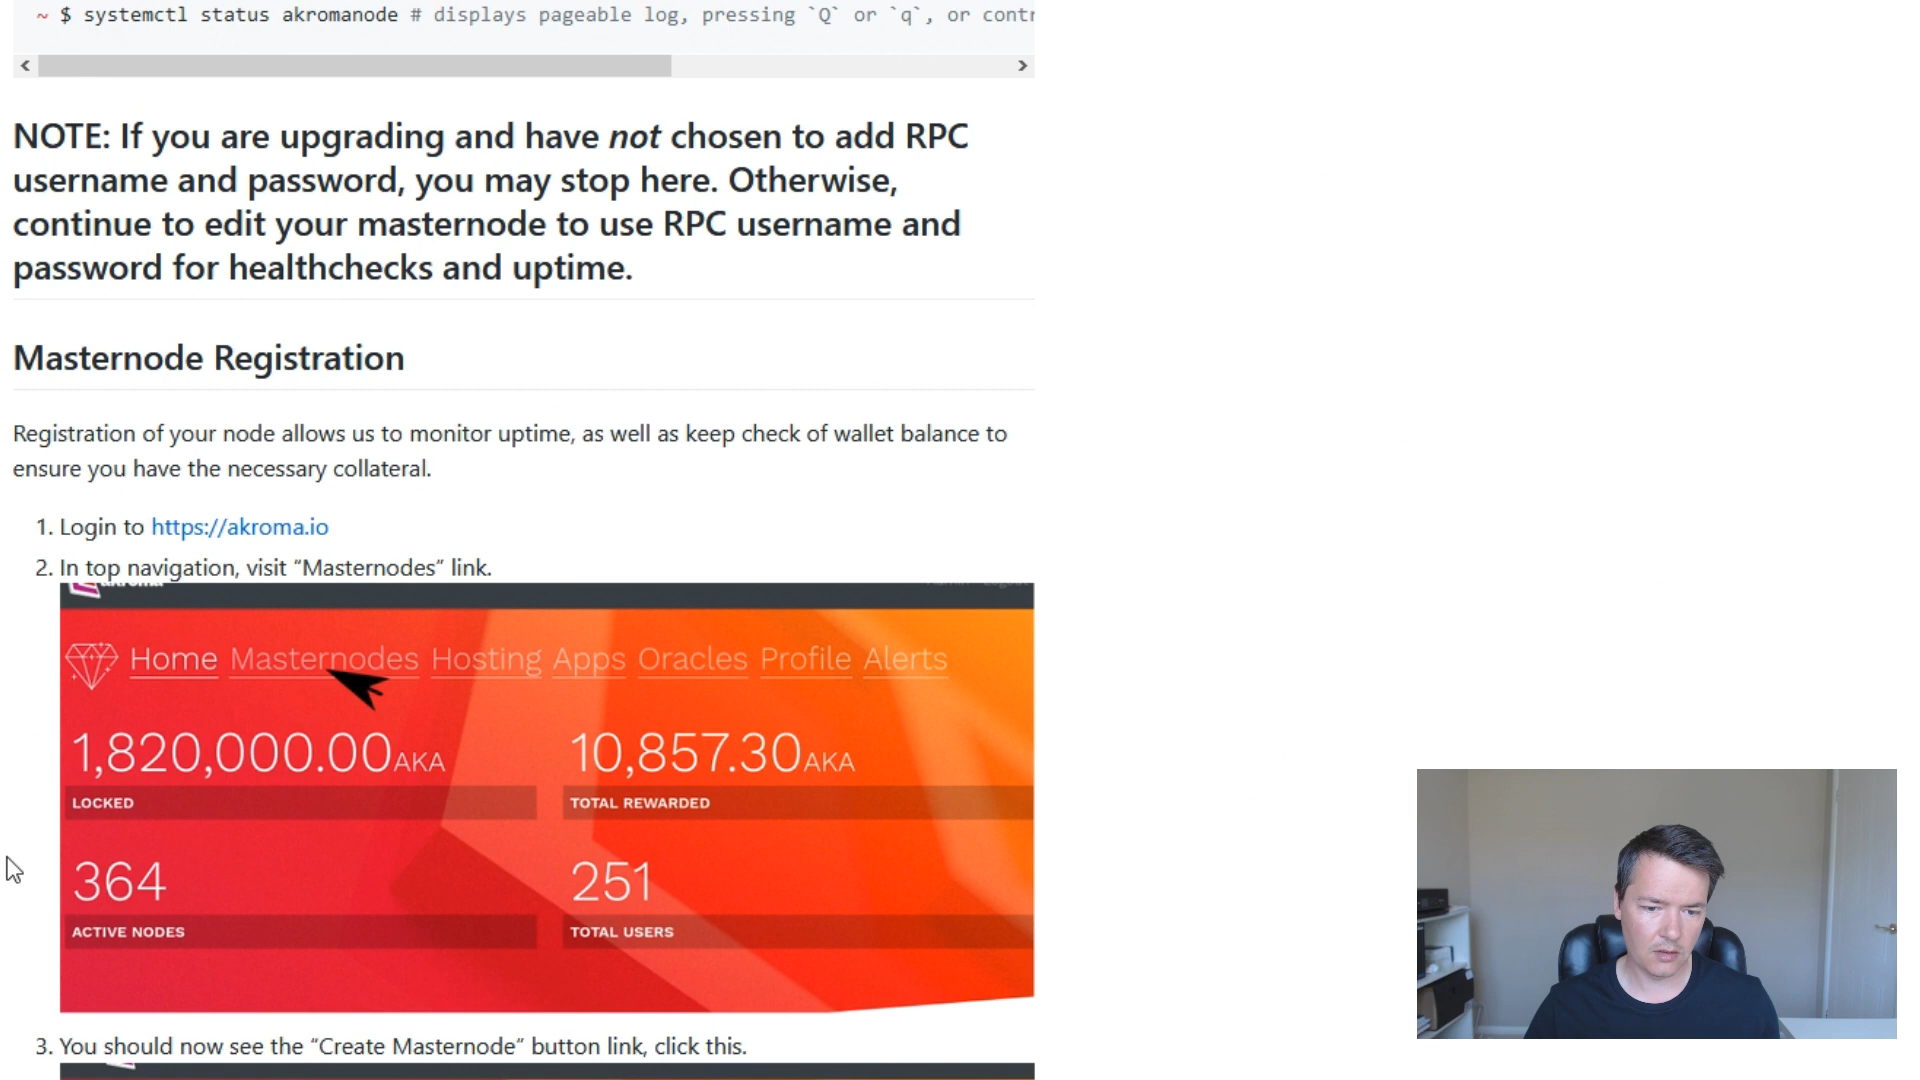 ~ $ systemctl status akromanode # displays pageable log, pressing `Q` or `q`, or contr
NOTE: If you are upgrading and have not chosen to add RPC
username and password, you may stop here. Otherwise,
continue to edit your masternode to use RPC username and
password for healthchecks and uptime.
Masternode Registration
Registration of your node allows us to monitor uptime, as well as keep check of wallet balance to
ensure you have the necessary collateral.
1. Login to https://akroma.io
2. In top navigation, visit “Masternodes” link.
Home Masternodes Hosting Apps Oracles Profile Alerts
1,820,000.00 AKA
LOCKED
10,857.30 AKA
TOTAL REWARDED
364
ACTIVE NODES
251
TOTAL USERS
3. You should now see the “Create Masternode” button link, click this.